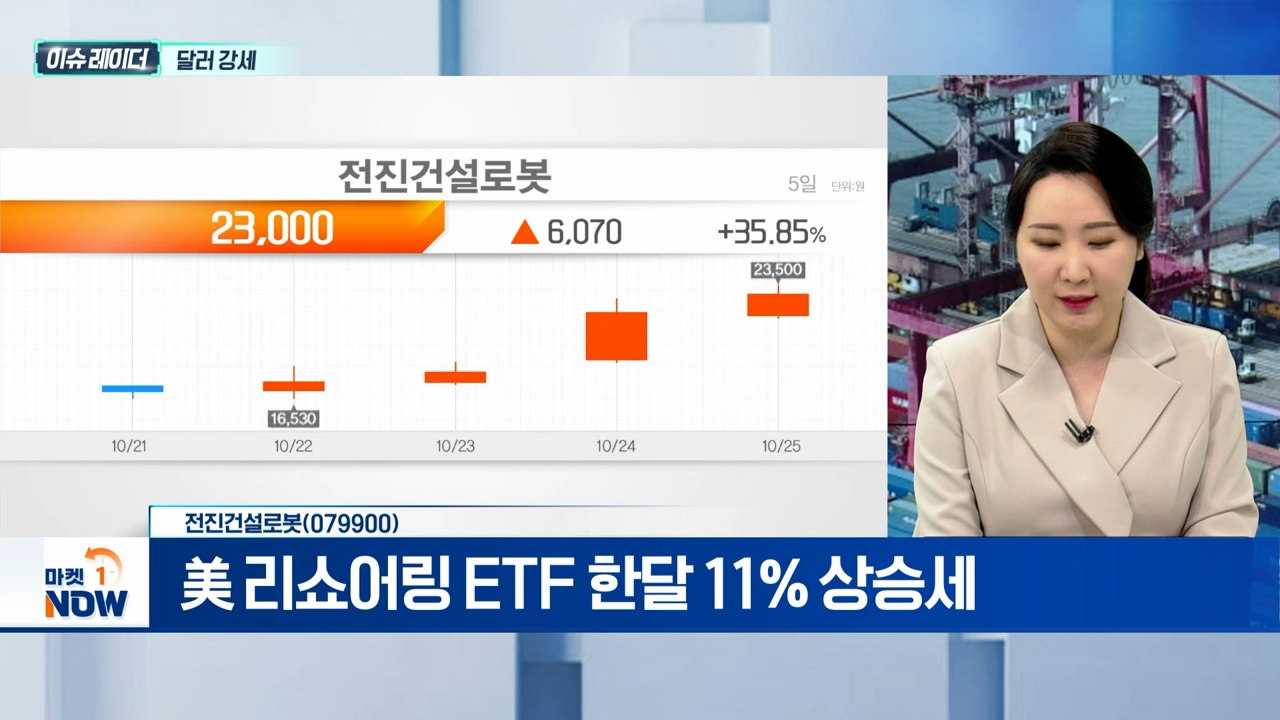 이슈 레이더 달러 강세
전진건설로봇
5일 단위:원
23,000 ▲ 6,070 +35.85%
23,500
16,530
10/21 10/22 10/23 10/24 10/25
전진건설로봇(079900)
마켓 1
NOW
美 리쇼어링 ETF 한달 11% 상승세